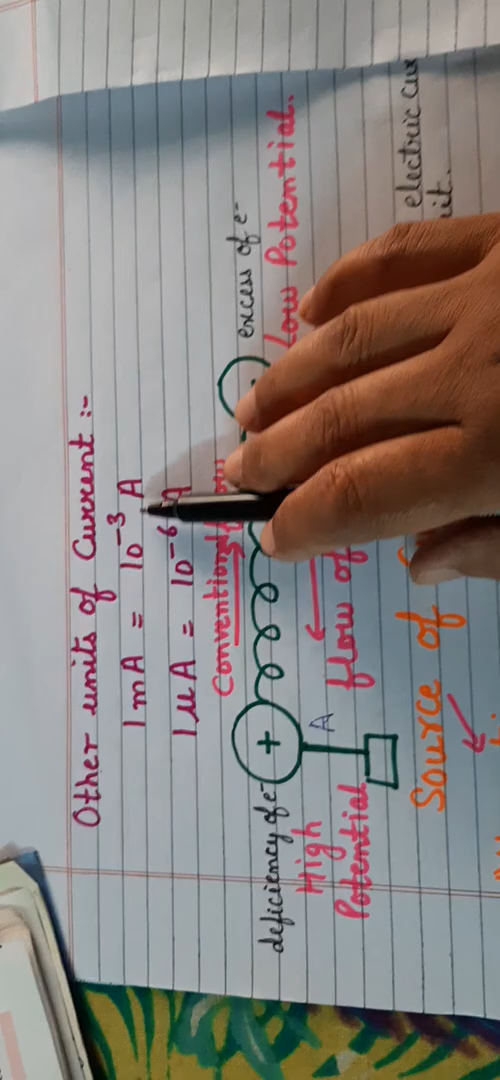 Other units of Current :-
1 mA = 10⁻³ A
1 μA = 10⁻⁶ A
Conventional
deficiency of e⁻
+
excess of e⁻
High
Potential
A
Low Potential.
flow of
Source of
electric
uit.